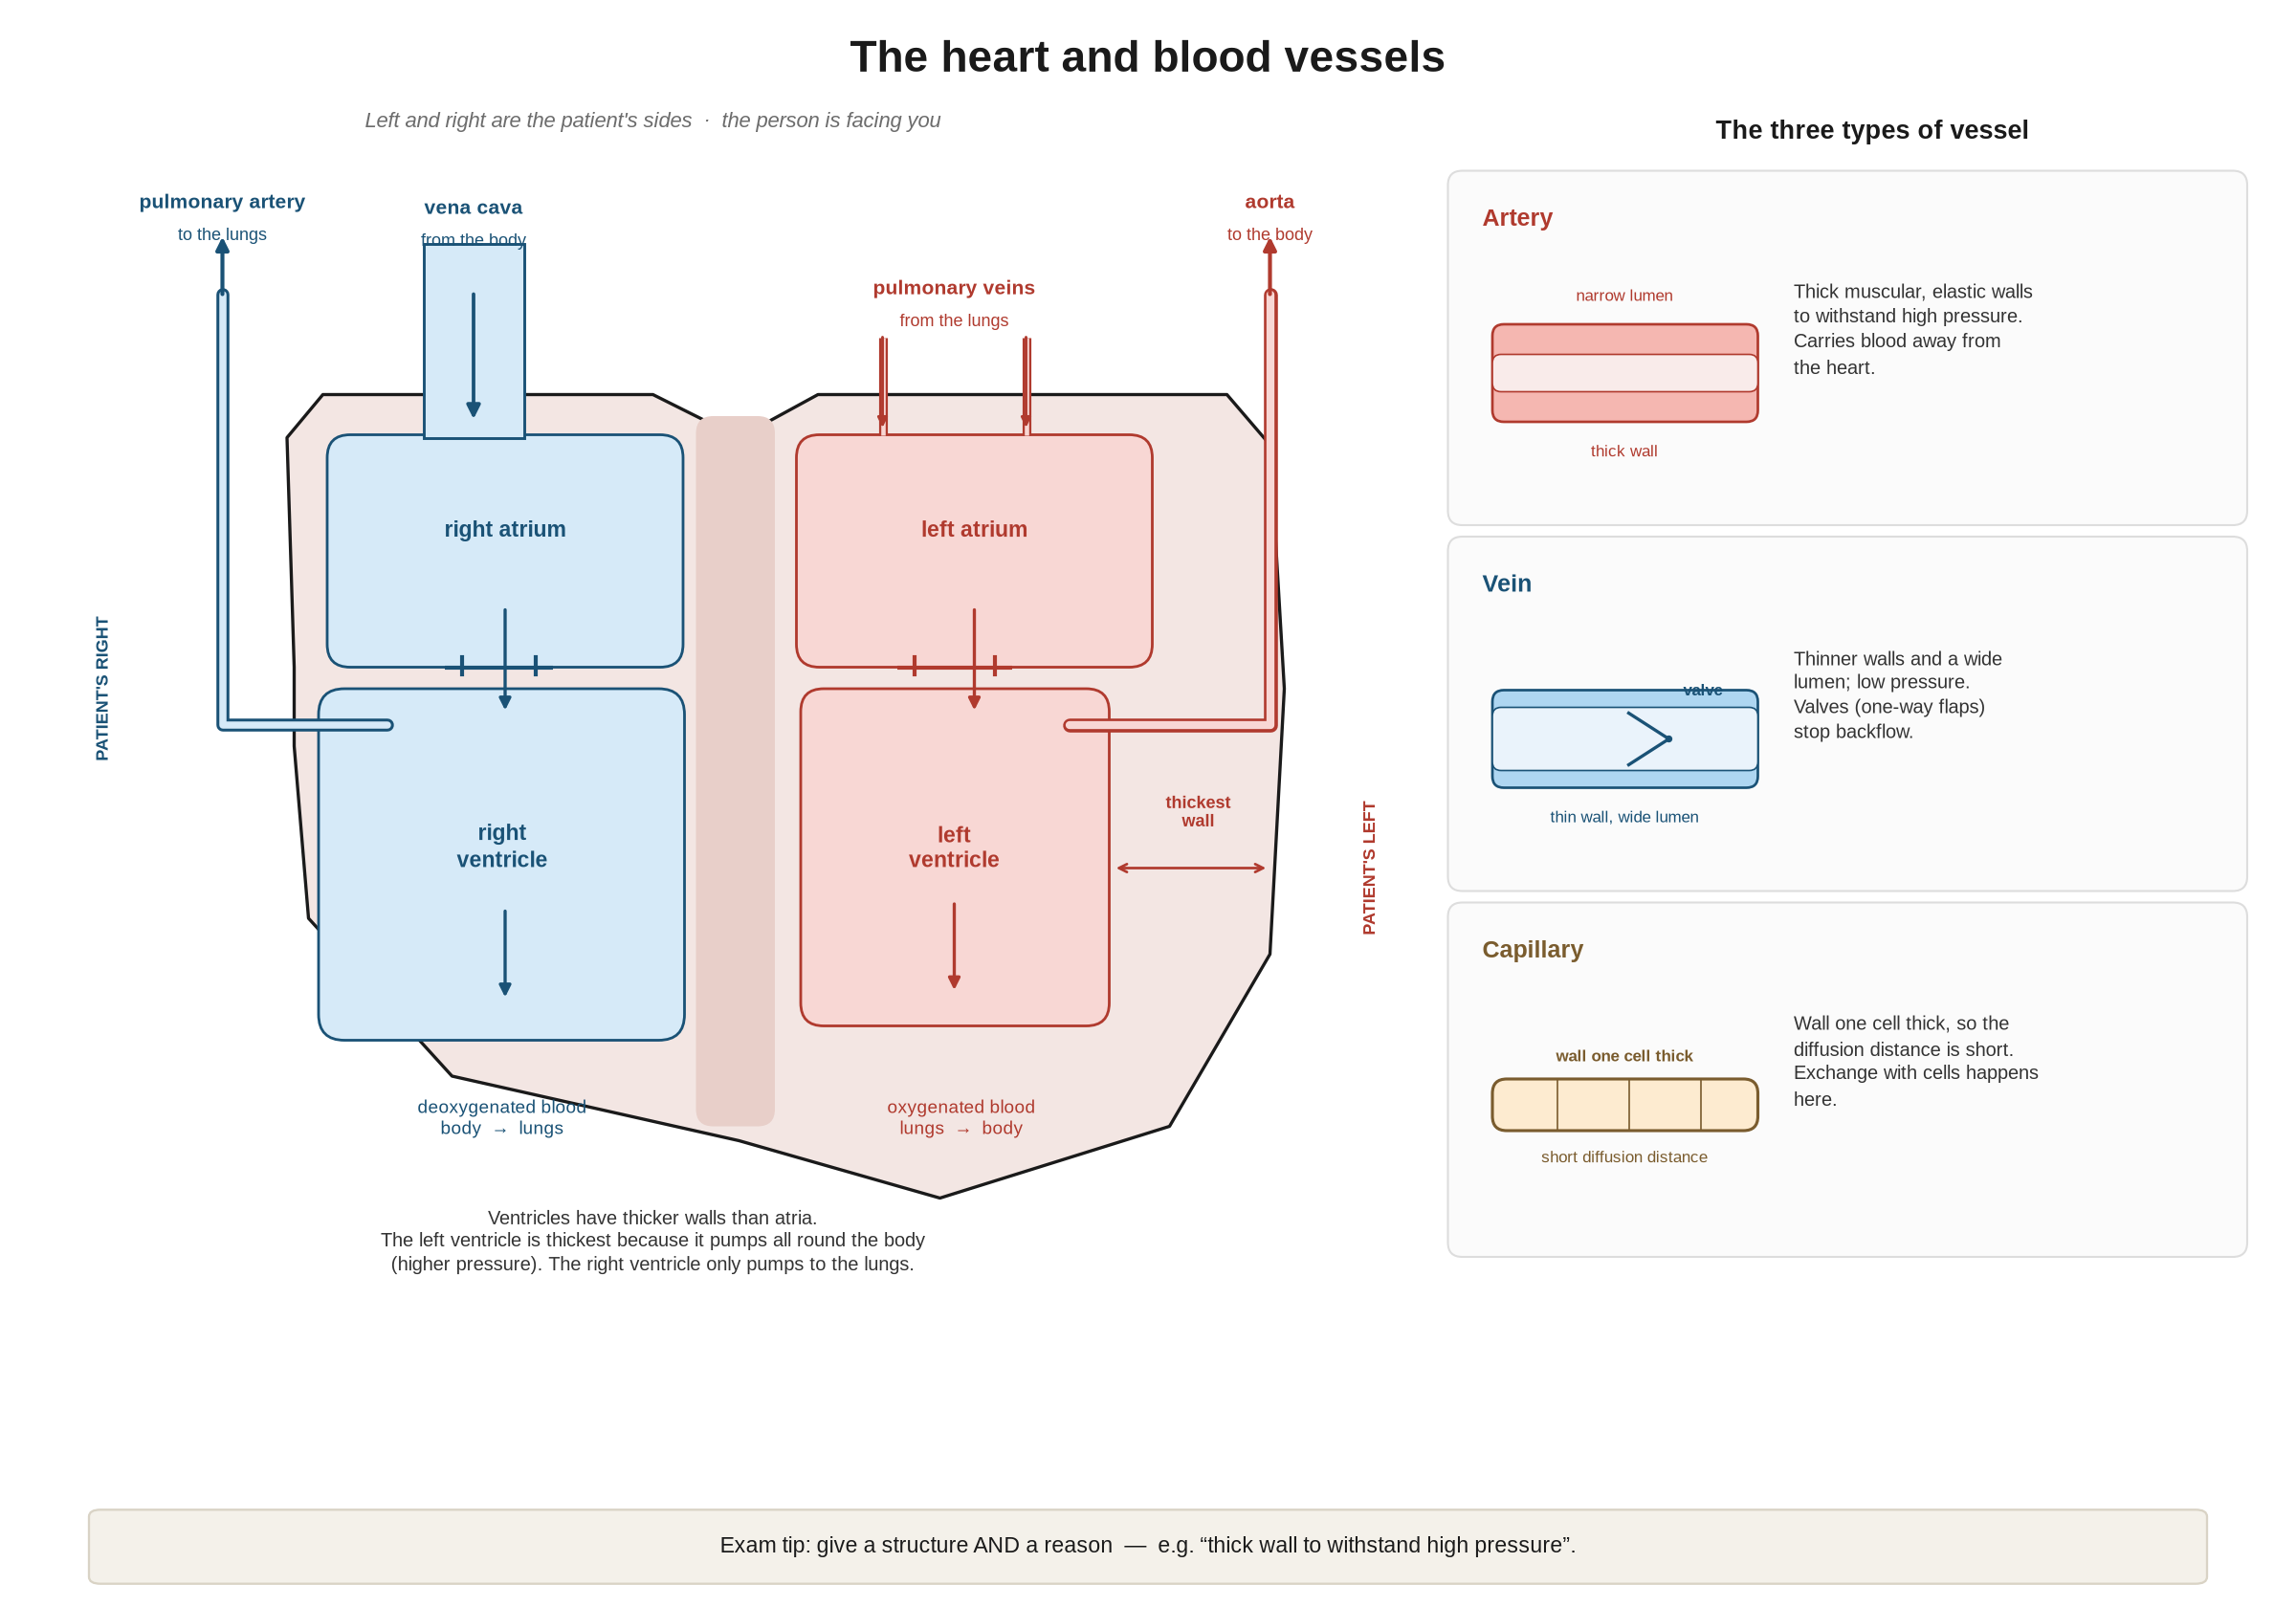 The heart and blood vessels
Left and right are the patient's sides · the person is facing you
pulmonary artery
to the lungs
vena cava
from the body
pulmonary veins
from the lungs
aorta
to the body
right atrium
left atrium
PATIENT'S RIGHT
right
ventricle
left
ventricle
thickest
wall
PATIENT'S LEFT
deoxygenated blood
body → lungs
oxygenated blood
lungs → body
Ventricles have thicker walls than atria.
The left ventricle is thickest because it pumps all round the body
(higher pressure). The right ventricle only pumps to the lungs.
The three types of vessel
Artery
narrow lumen
thick wall
Thick muscular, elastic walls
to withstand high pressure.
Carries blood away from
the heart.
Vein
valve
thin wall, wide lumen
Thinner walls and a wide
lumen; low pressure.
Valves (one-way flaps)
stop backflow.
Capillary
wall one cell thick
short diffusion distance
Wall one cell thick, so the
diffusion distance is short.
Exchange with cells happens
here.
Exam tip: give a structure AND a reason — e.g. “thick wall to withstand high pressure”.